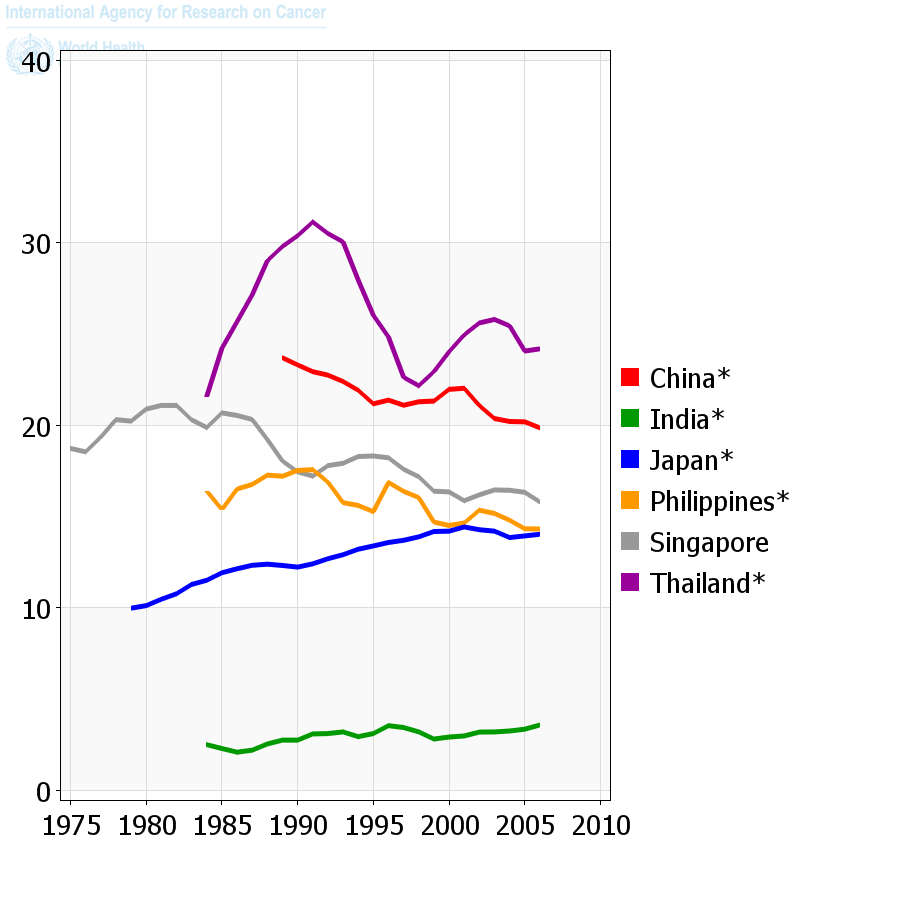 International Agency for Research on Cancer
World Health
40
30
20
10
0
1975 1980 1985 1990 1995 2000 2005 2010
China*
India*
Japan*
Philippines*
Singapore
Thailand*